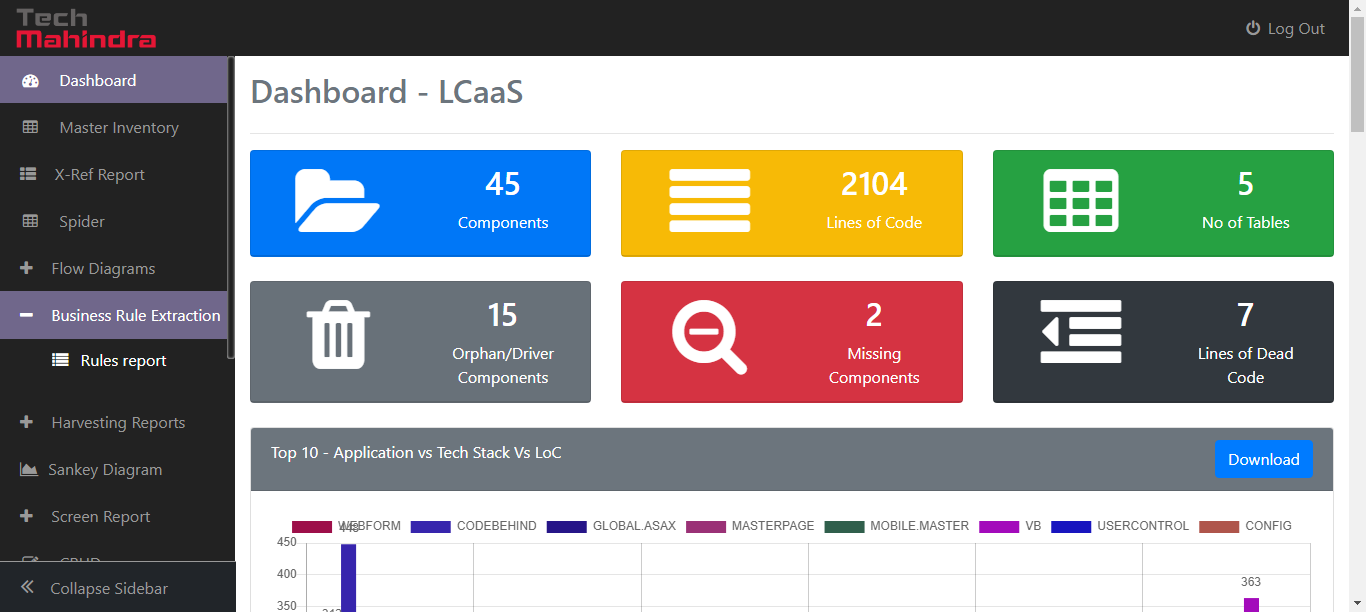 Tech
Mahindra
Log Out
Dashboard
Master Inventory
X-Ref Report
Spider
Flow Diagrams
Business Rule Extraction
Rules report
Harvesting Reports
Sankey Diagram
Screen Report
Collapse Sidebar
Dashboard - LCaaS
45
Components
2104
Lines of Code
5
No of Tables
15
Orphan/Driver
Components
2
Missing
Components
7
Lines of Dead
Code
Top 10 - Application vs Tech Stack Vs LoC
Download
WEBFORM CODEBEHIND GLOBAL.ASAX MASTERPAGE MOBILE.MASTER VB USERCONTROL CONFIG
450
400
363
350